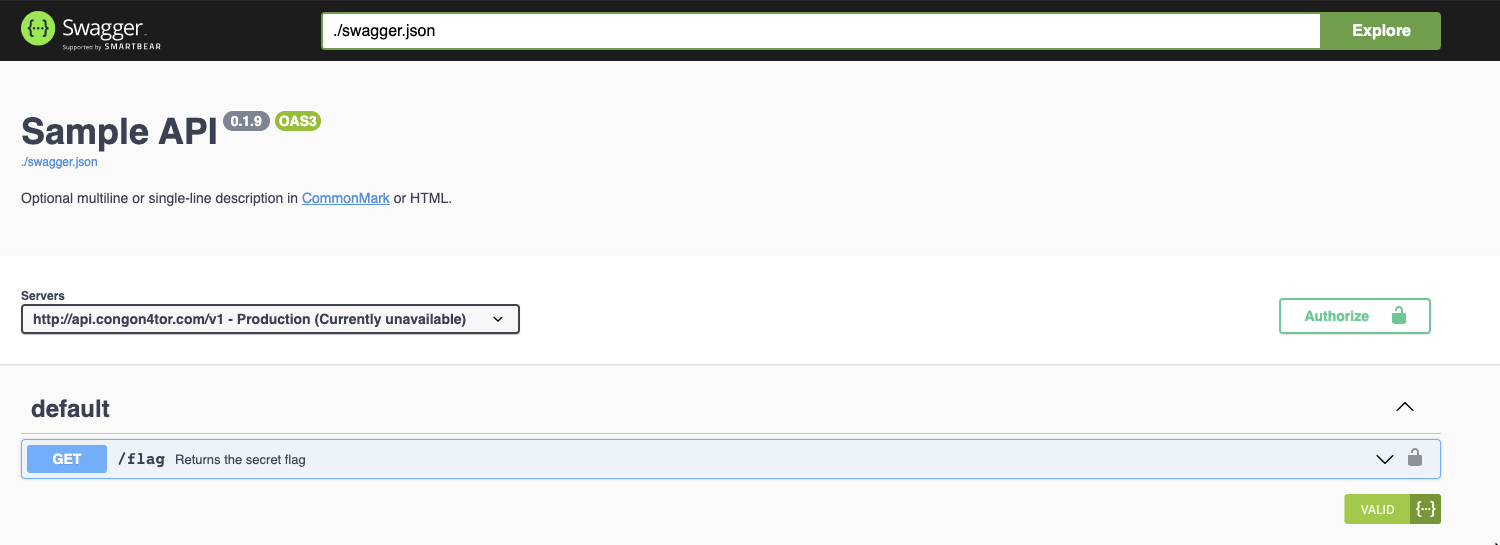 {···} Swagger
Supported by SMARTBEAR
./swagger.json
Explore
Sample API 0.1.9 OAS3
./swagger.json
Optional multiline or single-line description in CommonMark or HTML.
Servers
http://api.congon4tor.com/v1 - Production (Currently unavailable)
Authorize
default
GET /flag Returns the secret flag
VALID {···}